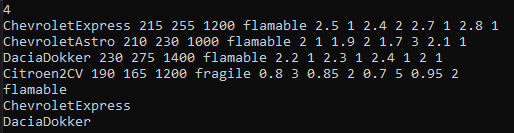 4
ChevroletExpress 215 255 1200 flamable 2.5 1 2.4 2 2.7 1 2.8 1
ChevroletAstro 210 230 1000 flamable 2 1 1.9 2 1.7 3 2.1 1
DaciaDokker 230 275 1400 flamable 2.2 1 2.3 1 2.4 1 2 1
Citroen2CV 190 165 1200 fragile 0.8 3 0.85 2 0.7 5 0.95 2
flamable
ChevroletExpress
DaciaDokker